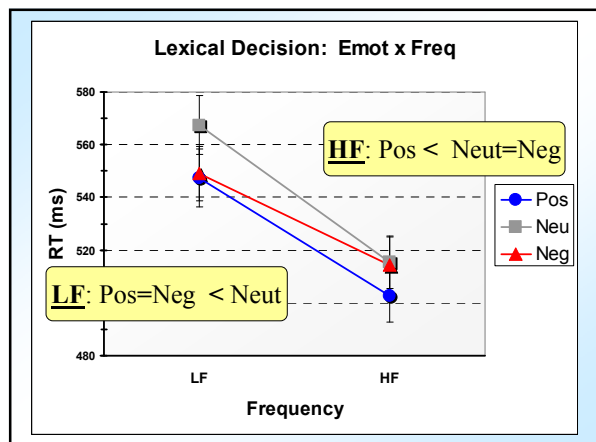 Lexical Decision: Emot x Freq
580
560
540
520
480
RT (ms)
HF: Pos < Neut=Neg
LF: Pos=Neg < Neut
Pos
Neu
Neg
LF HF
Frequency